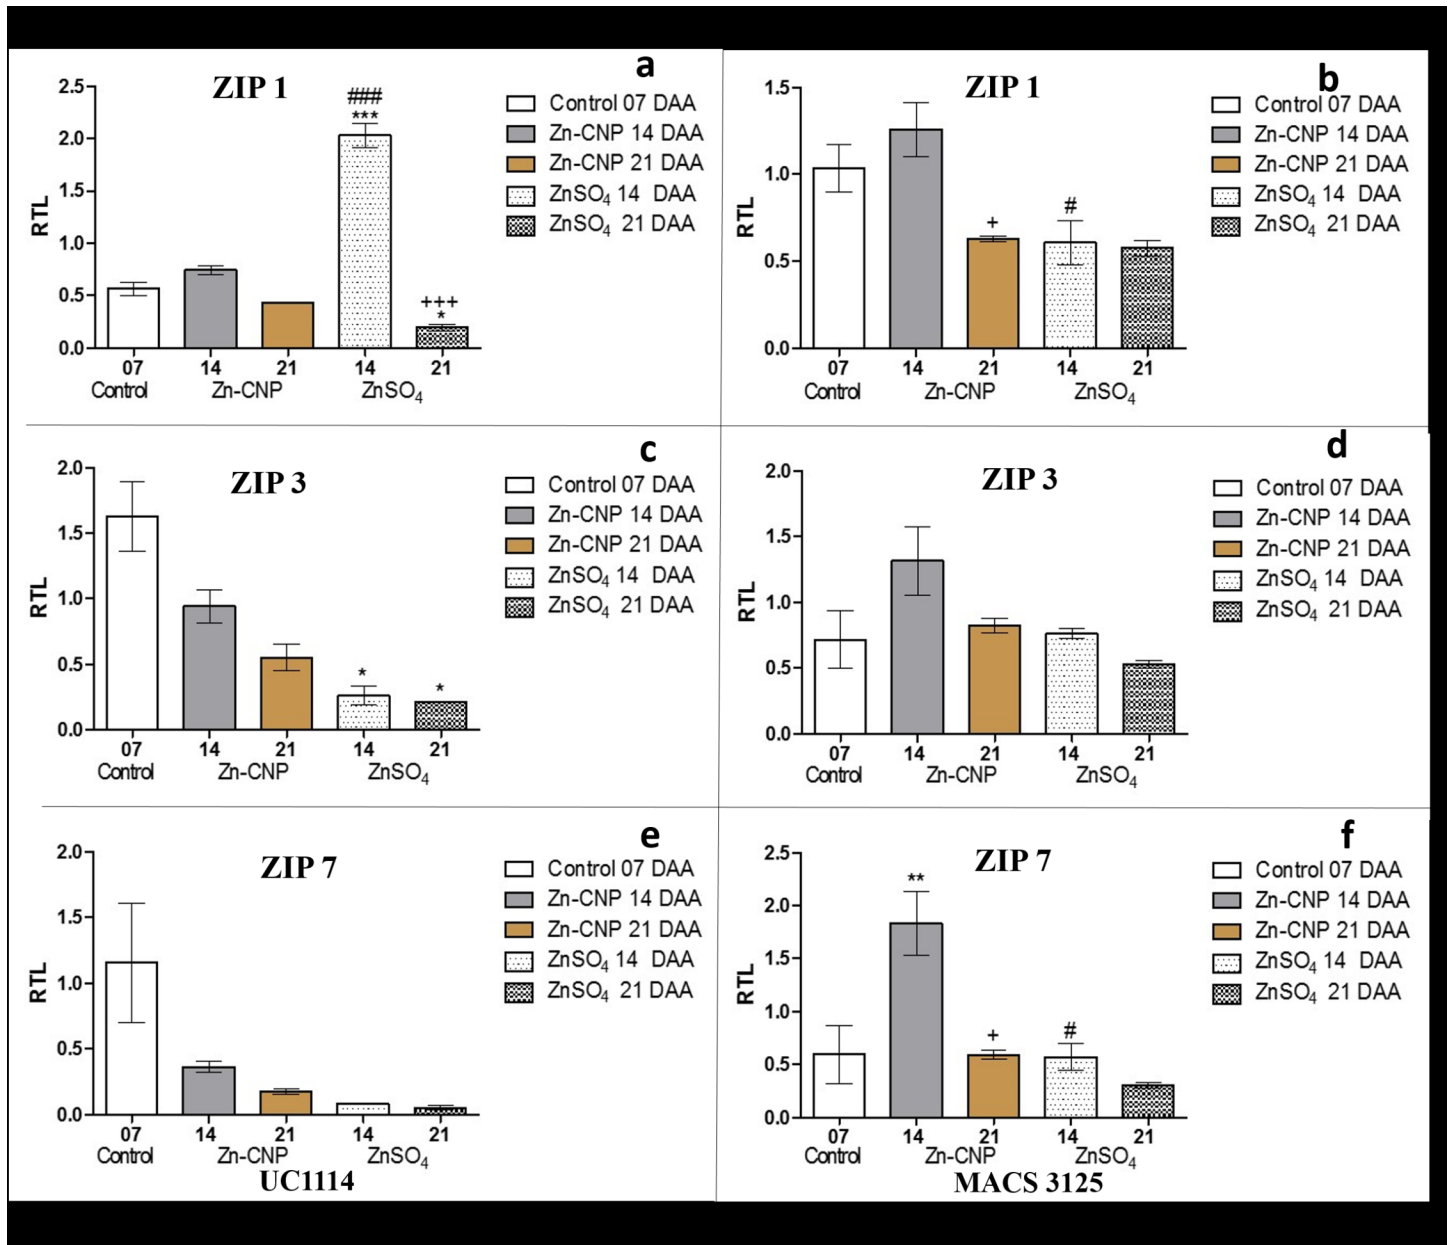 a
ZIP 1
2.5
2.0
1.5
1.0
0.5
0.0
RTL
###
***
+++
*
07 14 21 14 21
Control Zn-CNP ZnSO4
Control 07 DAA
Zn-CNP 14 DAA
Zn-CNP 21 DAA
ZnSO4 14 DAA
ZnSO4 21 DAA
b
ZIP 1
1.5
1.0
0.5
0.0
RTL
+
#
07 14 21 14 21
Control Zn-CNP ZnSO4
Control 07 DAA
Zn-CNP 14 DAA
Zn-CNP 21 DAA
ZnSO4 14 DAA
ZnSO4 21 DAA
c
ZIP 3
2.0
1.5
1.0
0.5
0.0
RTL
*
*
07 14 21 14 21
Control Zn-CNP ZnSO4
Control 07 DAA
Zn-CNP 14 DAA
Zn-CNP 21 DAA
ZnSO4 14 DAA
ZnSO4 21 DAA
d
ZIP 3
2.0
1.5
1.0
0.5
0.0
RTL
07 14 21 14 21
Control Zn-CNP ZnSO4
Control 07 DAA
Zn-CNP 14 DAA
Zn-CNP 21 DAA
ZnSO4 14 DAA
ZnSO4 21 DAA
e
ZIP 7
2.0
1.5
1.0
0.5
0.0
RTL
07 14 21 14 21
Control Zn-CNP ZnSO4
Control 07 DAA
Zn-CNP 14 DAA
Zn-CNP 21 DAA
ZnSO4 14 DAA
ZnSO4 21 DAA
UC1114
f
ZIP 7
2.5
2.0
1.5
1.0
0.5
0.0
RTL
**
+
#
07 14 21 14 21
Control Zn-CNP ZnSO4
Control 07 DAA
Zn-CNP 14 DAA
Zn-CNP 21 DAA
ZnSO4 14 DAA
ZnSO4 21 DAA
MACS 3125